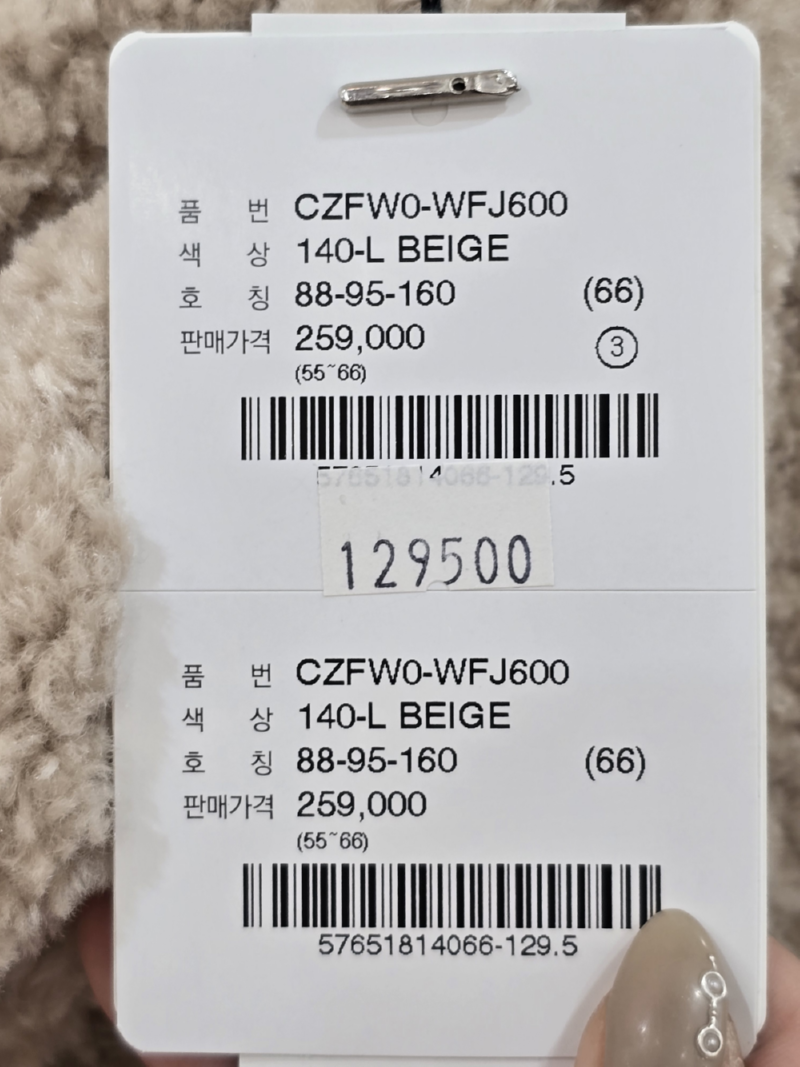 품 번 CZFW0-WFJ600
색 상 140-L BEIGE
호 칭 88-95-160 (66)
판매가격 259,000 ③
(55~66)
57651814066-129.5
129500
품 번 CZFW0-WFJ600
색 상 140-L BEIGE
호 칭 88-95-160 (66)
판매가격 259,000
(55~66)
57651814066-129.5